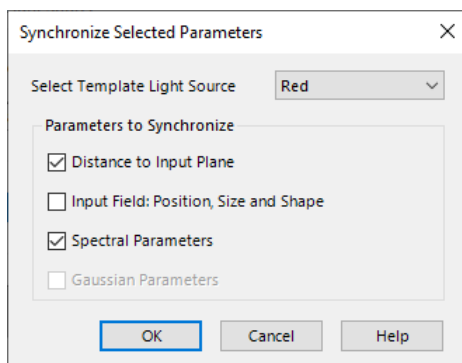 Synchronize Selected Parameters
Select Template Light Source Red
Parameters to Synchronize
Distance to Input Plane
Input Field: Position, Size and Shape
Spectral Parameters
Gaussian Parameters
OK Cancel Help